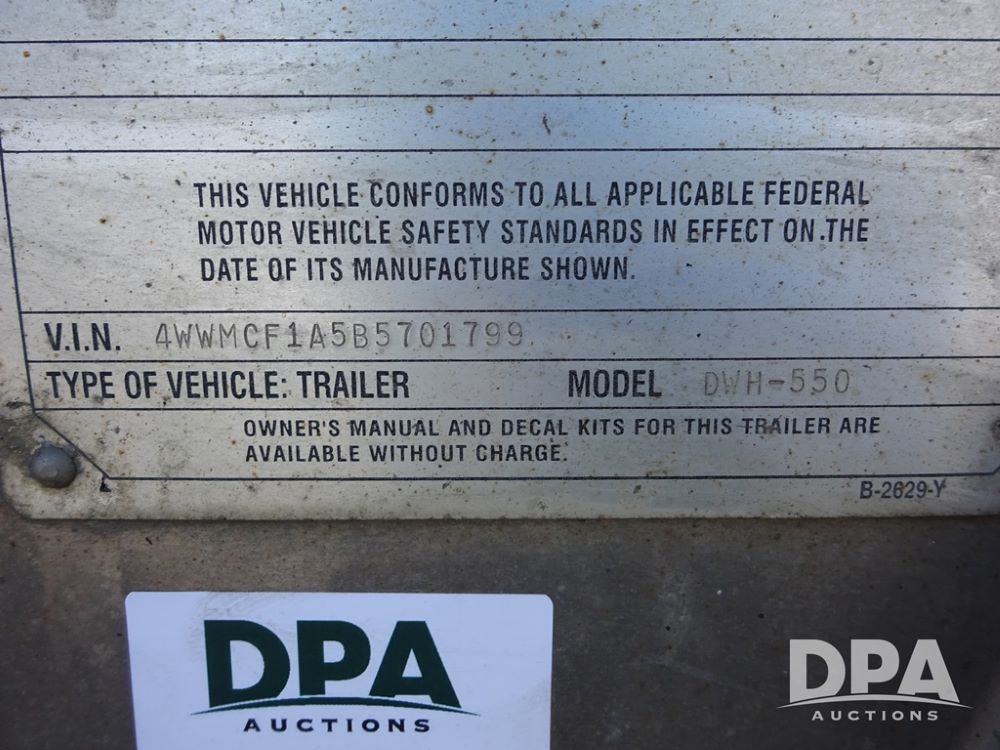 THIS VEHICLE CONFORMS TO ALL APPLICABLE FEDERAL
MOTOR VEHICLE SAFETY STANDARDS IN EFFECT ON THE
DATE OF ITS MANUFACTURE SHOWN.
V.I.N. 4WWMCF1A5B5701799
TYPE OF VEHICLE: TRAILER MODEL DWH-550
OWNER'S MANUAL AND DECAL KITS FOR THIS TRAILER ARE
AVAILABLE WITHOUT CHARGE.
B-2629-Y
DPA
AUCTIONS
DPA
AUCTIONS